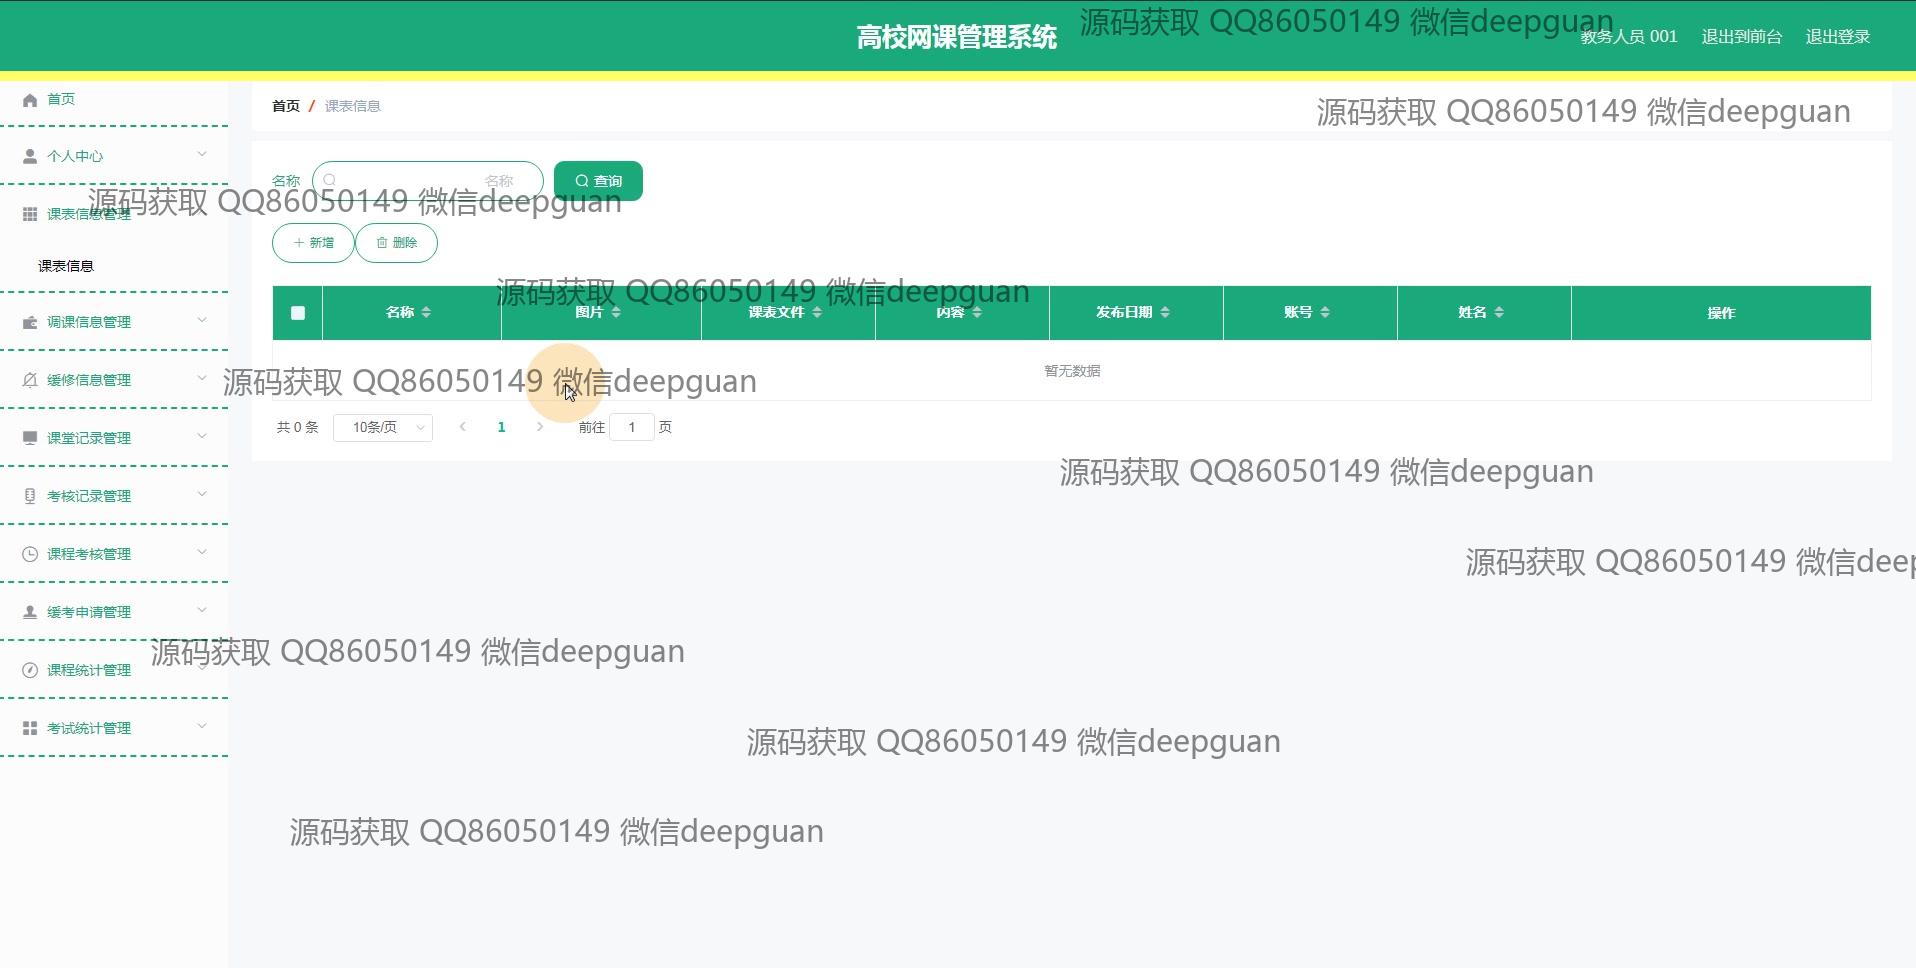 高校网课管理系统
源码获取 QQ86050149 微信deepguan
教务人员 001 退出到前台 退出登录
首页
首页 / 课表信息
源码获取 QQ86050149 微信deepguan
个人中心
名称 名称 查询
源码获取 QQ86050149 微信deepguan
课表信息管理
新增 删除
课表信息
源码获取 QQ86050149 微信deepguan
名称 图片 课表文件 内容 发布日期 账号 姓名 操作
调课信息管理
暂无数据
缓修信息管理
源码获取 QQ86050149 微信deepguan
共 0 条 10条/页 1 前往 1 页
课堂记录管理
源码获取 QQ86050149 微信deepguan
考核记录管理
课程考核管理
源码获取 QQ86050149 微信deep
缓考申请管理
源码获取 QQ86050149 微信deepguan
课程统计管理
考试统计管理
源码获取 QQ86050149 微信deepguan
源码获取 QQ86050149 微信deepguan